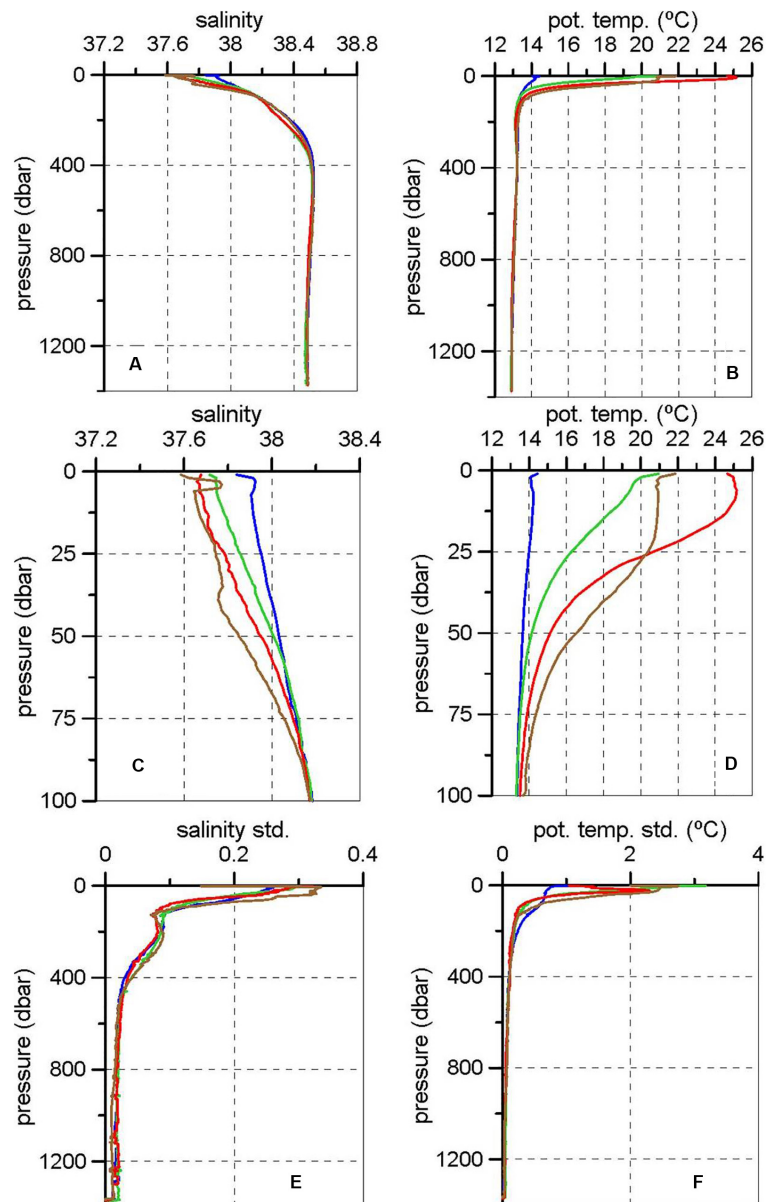 salinity
37.2 37.6 38 38.4 38.8
pot. temp. (ºC)
12 14 16 18 20 22 24 26
0
400
800
1200
pressure (dbar)
A
0
400
800
1200
pressure (dbar)
B
salinity
37.2 37.6 38 38.4
pot. temp. (ºC)
12 14 16 18 20 22 24 26
0
25
50
75
100
pressure (dbar)
C
0
25
50
75
100
pressure (dbar)
D
salinity std.
0 0.2 0.4
pot. temp. std. (ºC)
0 2 4
0
400
800
1200
pressure (dbar)
E
0
400
800
1200
pressure (dbar)
F